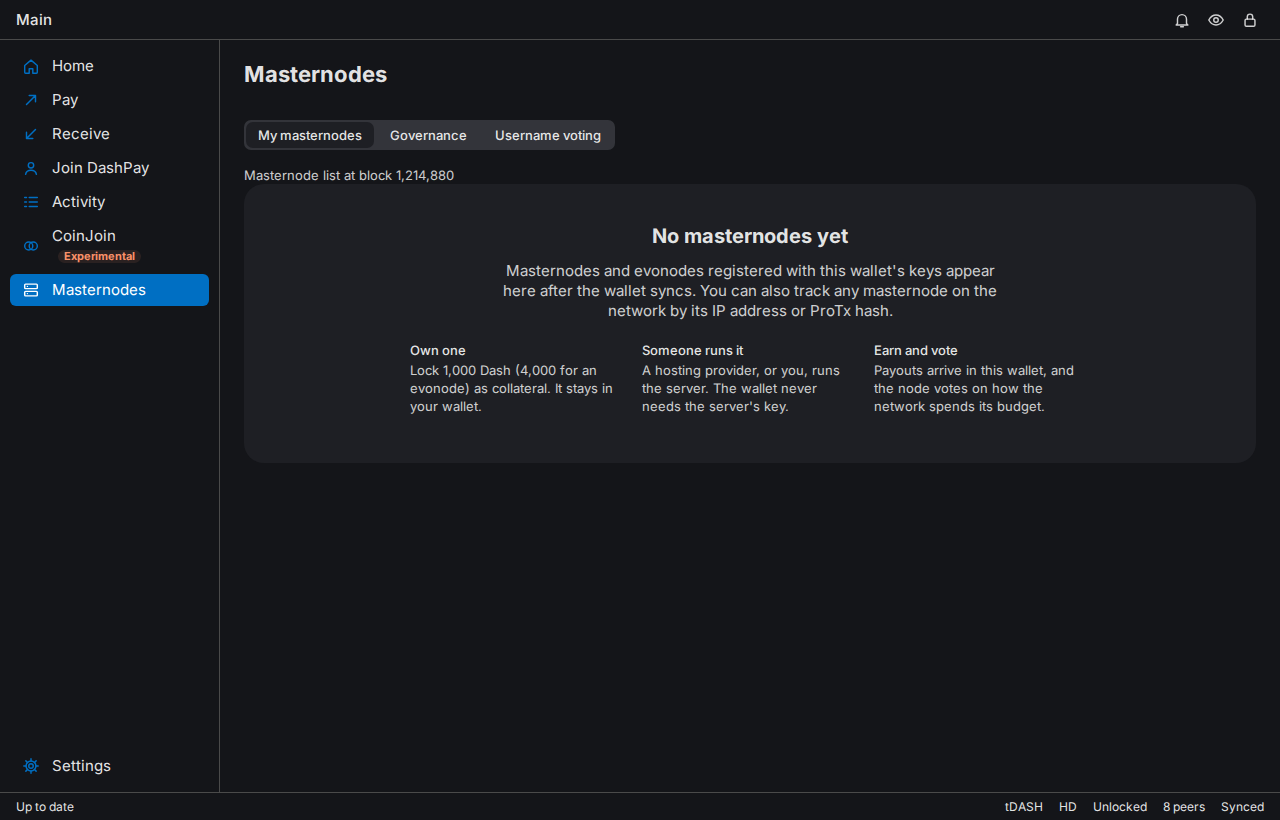 Main
Home
Pay
Receive
Join DashPay
Activity
CoinJoin
Experimental
Masternodes
Settings
Masternodes
My masternodes Governance Username voting
Masternode list at block 1,214,880
No masternodes yet
Masternodes and evonodes registered with this wallet's keys appear
here after the wallet syncs. You can also track any masternode on the
network by its IP address or ProTx hash.
Own one
Lock 1,000 Dash (4,000 for an
evonode) as collateral. It stays in
your wallet.
Someone runs it
A hosting provider, or you, runs
the server. The wallet never
needs the server's key.
Earn and vote
Payouts arrive in this wallet, and
the node votes on how the
network spends its budget.
Up to date tDASH HD Unlocked 8 peers Synced